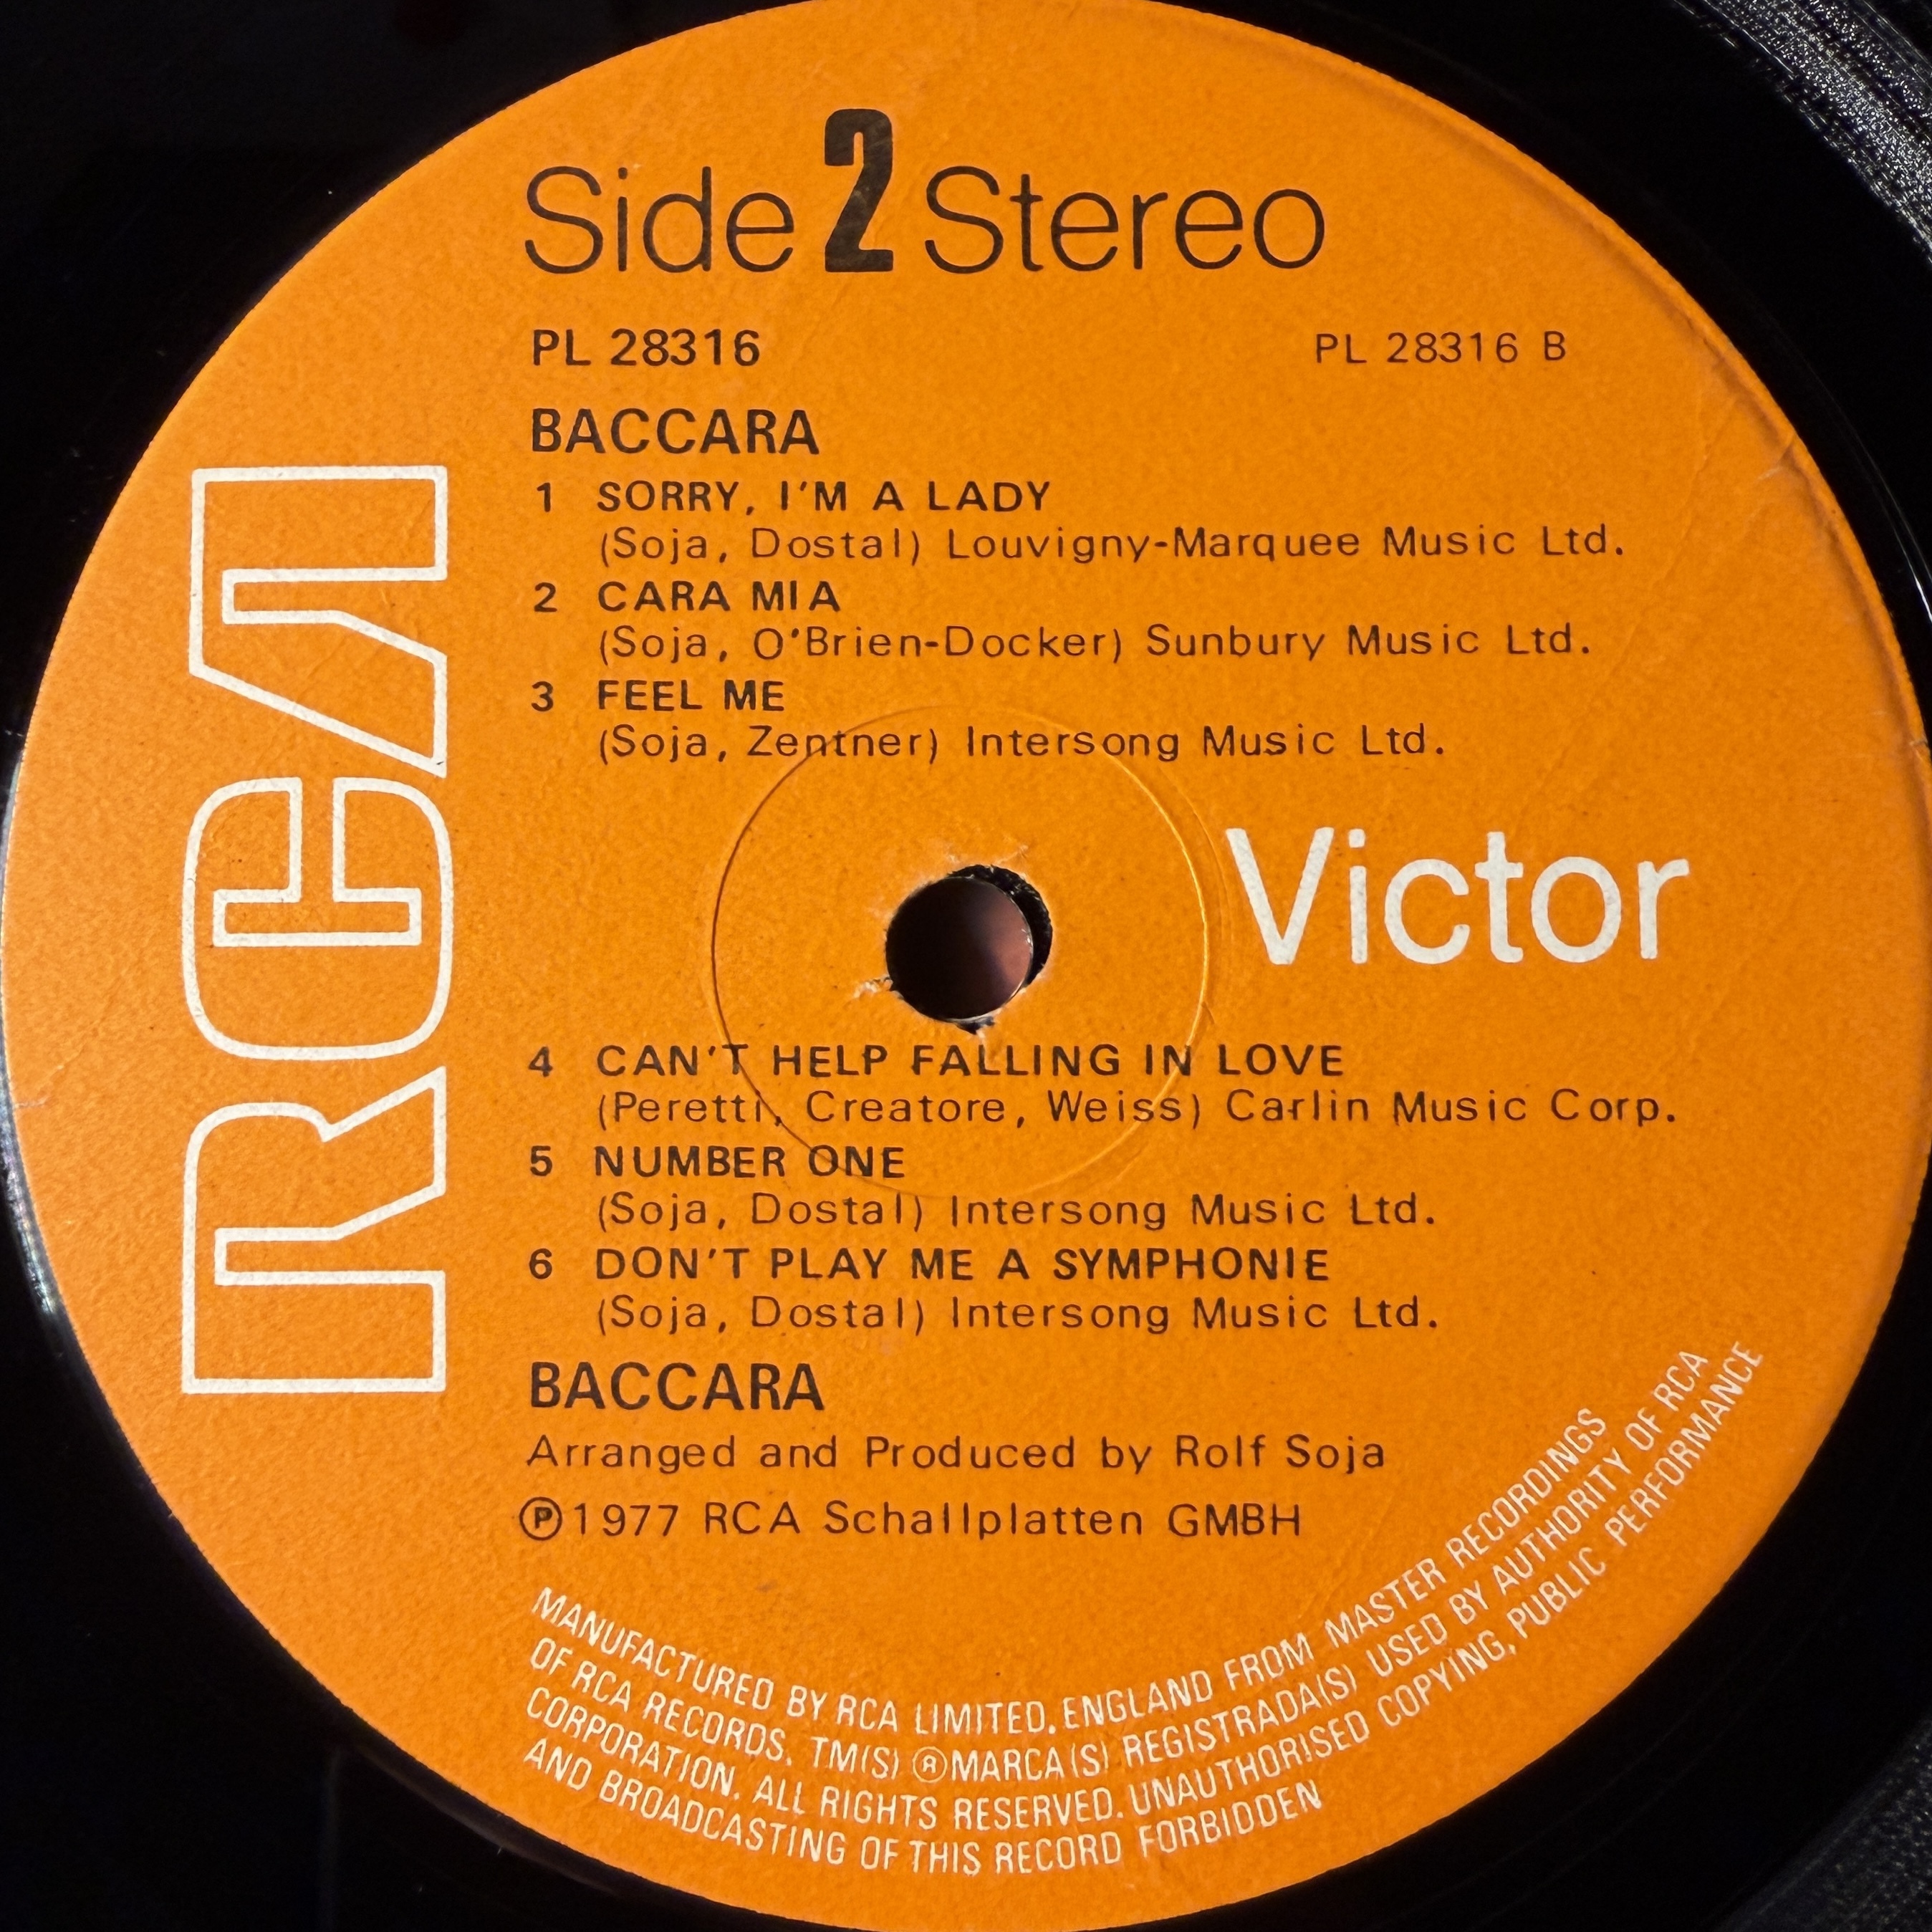 Side 2 Stereo
PL 28316 PL 28316 B
BACCARA
1 SORRY, I'M A LADY
(Soja, Dostal) Louvigny-Marquee Music Ltd.
2 CARA MIA
(Soja, O'Brien-Docker) Sunbury Music Ltd.
3 FEEL ME
(Soja, Zentner) Intersong Music Ltd.
RCA
Victor
4 CAN'T HELP FALLING IN LOVE
(Peretti, Creatore, Weiss) Carlin Music Corp.
5 NUMBER ONE
(Soja, Dostal) Intersong Music Ltd.
6 DON'T PLAY ME A SYMPHONIE
(Soja, Dostal) Intersong Music Ltd.
BACCARA
Arranged and Produced by Rolf Soja
Ⓟ1977 RCA Schallplatten GMBH
MANUFACTURED BY RCA LIMITED, ENGLAND FROM MASTER RECORDINGS
OF RCA RECORDS. TM(S) ®MARCA(S) REGISTRADA(S) USED BY AUTHORITY OF RCA
CORPORATION. ALL RIGHTS RESERVED. UNAUTHORISED COPYING, PUBLIC PERFORMANCE
AND BROADCASTING OF THIS RECORD FORBIDDEN